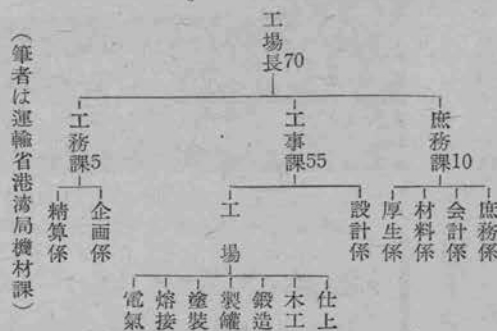 工場長70
庶務課10
工事課55
工務課5
庶務係
会計係
材料係
厚生係
設計係
工場
企画係
精算係
仕上
木工
鍛造
製罐
塗装
熔接
電氣
(筆者は運輸省港湾局機材課)